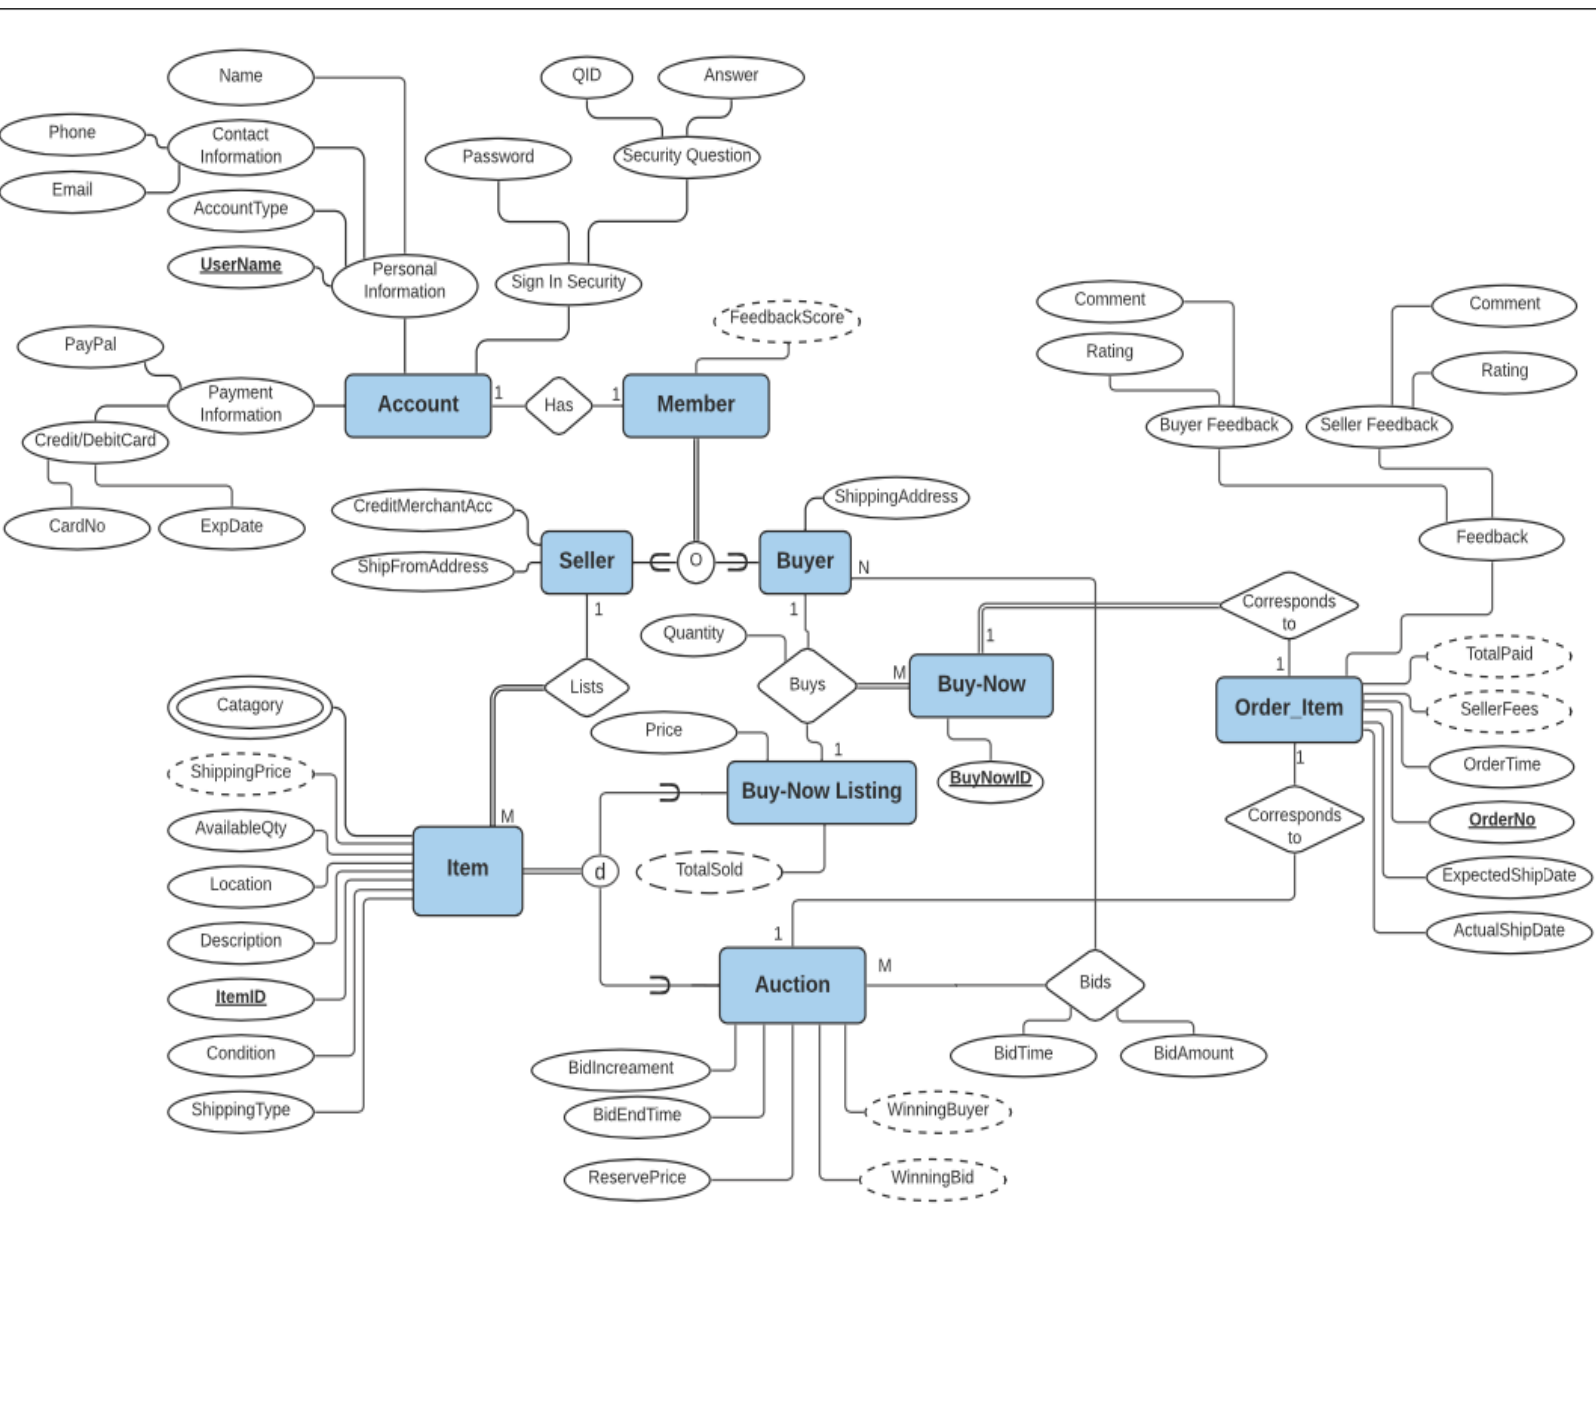 Name
QID
Answer
Phone
Contact
Information
Password
Security Question
Email
AccountType
UserName
Personal
Information
Sign In Security
FeedbackScore
Comment
Comment
Rating
Rating
PayPal
Payment
Information
Account
1
Has
1
Member
Buyer Feedback
Seller Feedback
Credit/DebitCard
CardNo
ExpDate
CreditMerchantAcc
ShipFromAddress
Seller
O
Buyer
ShippingAddress
N
Feedback
1
1
Quantity
Corresponds
to
1
1
TotalPaid
Lists
Buys
M
Buy-Now
Order_Item
SellerFees
Catagory
Price
1
BuyNowID
1
OrderTime
ShippingPrice
Buy-Now Listing
M
AvailableQty
Corresponds
to
OrderNo
Item
d
TotalSold
ExpectedShipDate
Location
Description
1
ActualShipDate
M
ItemID
Auction
Bids
Condition
BidIncreament
BidTime
BidAmount
ShippingType
BidEndTime
WinningBuyer
ReservePrice
WinningBid